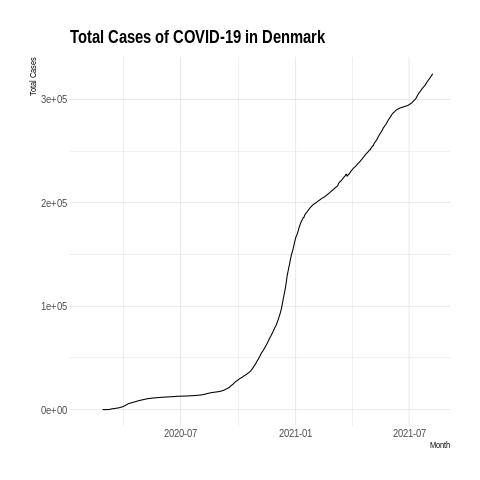 Total Cases of COVID-19 in Denmark
Total Cases
3e+05
2e+05
1e+05
0e+00
2020-07
2021-01
2021-07
Month